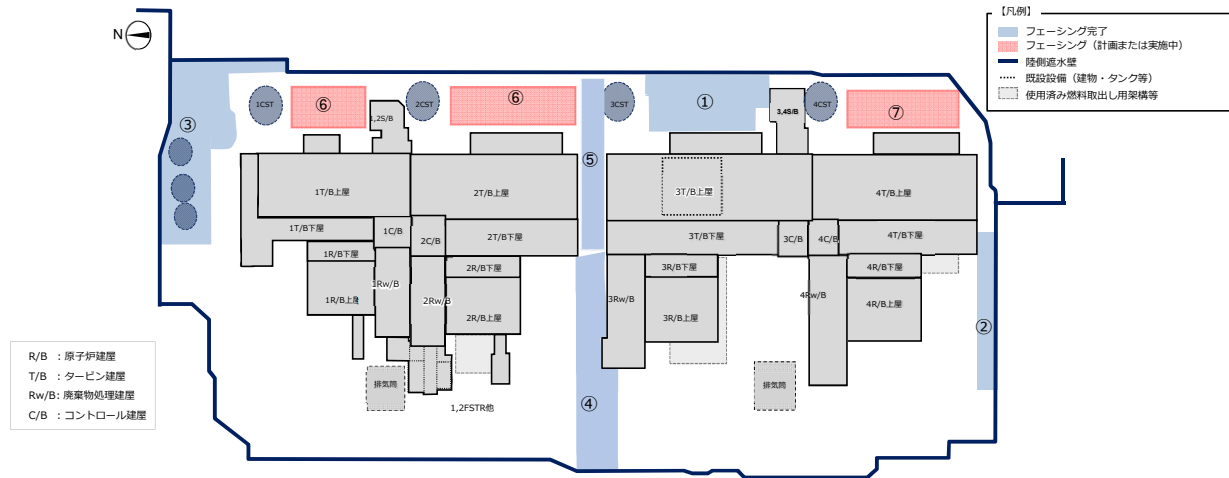 【凡例】
フェーシング完了
フェーシング（計画または実施中）
陸側遮水壁
既設設備（建物・タンク等）
使用済み燃料取出し用架構等
N
1CST
⑥
2CST
⑥
3CST
①
4CST
⑦
1,2S/B
3,4S/B
③
⑤
1T/B上屋
2T/B上屋
3T/B上屋
4T/B上屋
1T/B下屋
1C/B
2C/B
2T/B下屋
3T/B下屋
3C/B
4C/B
4T/B下屋
1R/B下屋
2R/B下屋
3R/B下屋
4R/B下屋
1Rw/B
2Rw/B
3Rw/B
4Rw/B
1R/B上屋
2R/B上屋
3R/B上屋
4R/B上屋
②
排気筒
排気筒
1,2FSTR他
④
R/B ：原子炉建屋
T/B ：タービン建屋
Rw/B：廃棄物処理建屋
C/B ：コントロール建屋